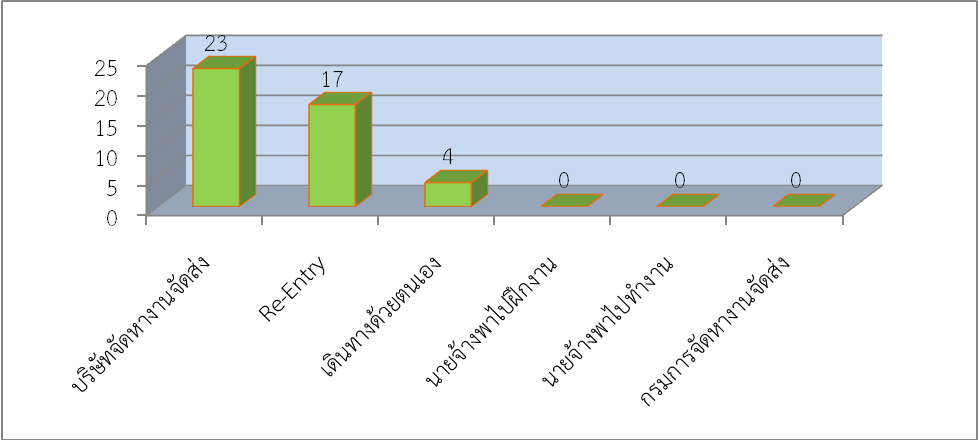 23
17
4
0
0
0
25
20
15
10
5
0
บริษัทจัดหางานจัดส่ง
Re-Entry
เดินทางด้วยตนเอง
นายจ้างพาไปฝึกงาน
นายจ้างพาไปทำงาน
กรมการจัดหางานจัดส่ง